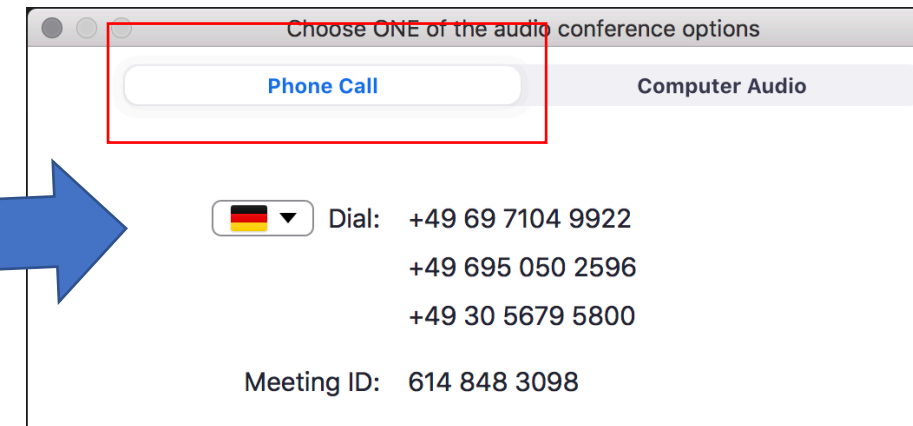 Choose ONE of the audio conference options
Phone Call Computer Audio
Dial: +49 69 7104 9922
+49 695 050 2596
+49 30 5679 5800
Meeting ID: 614 848 3098